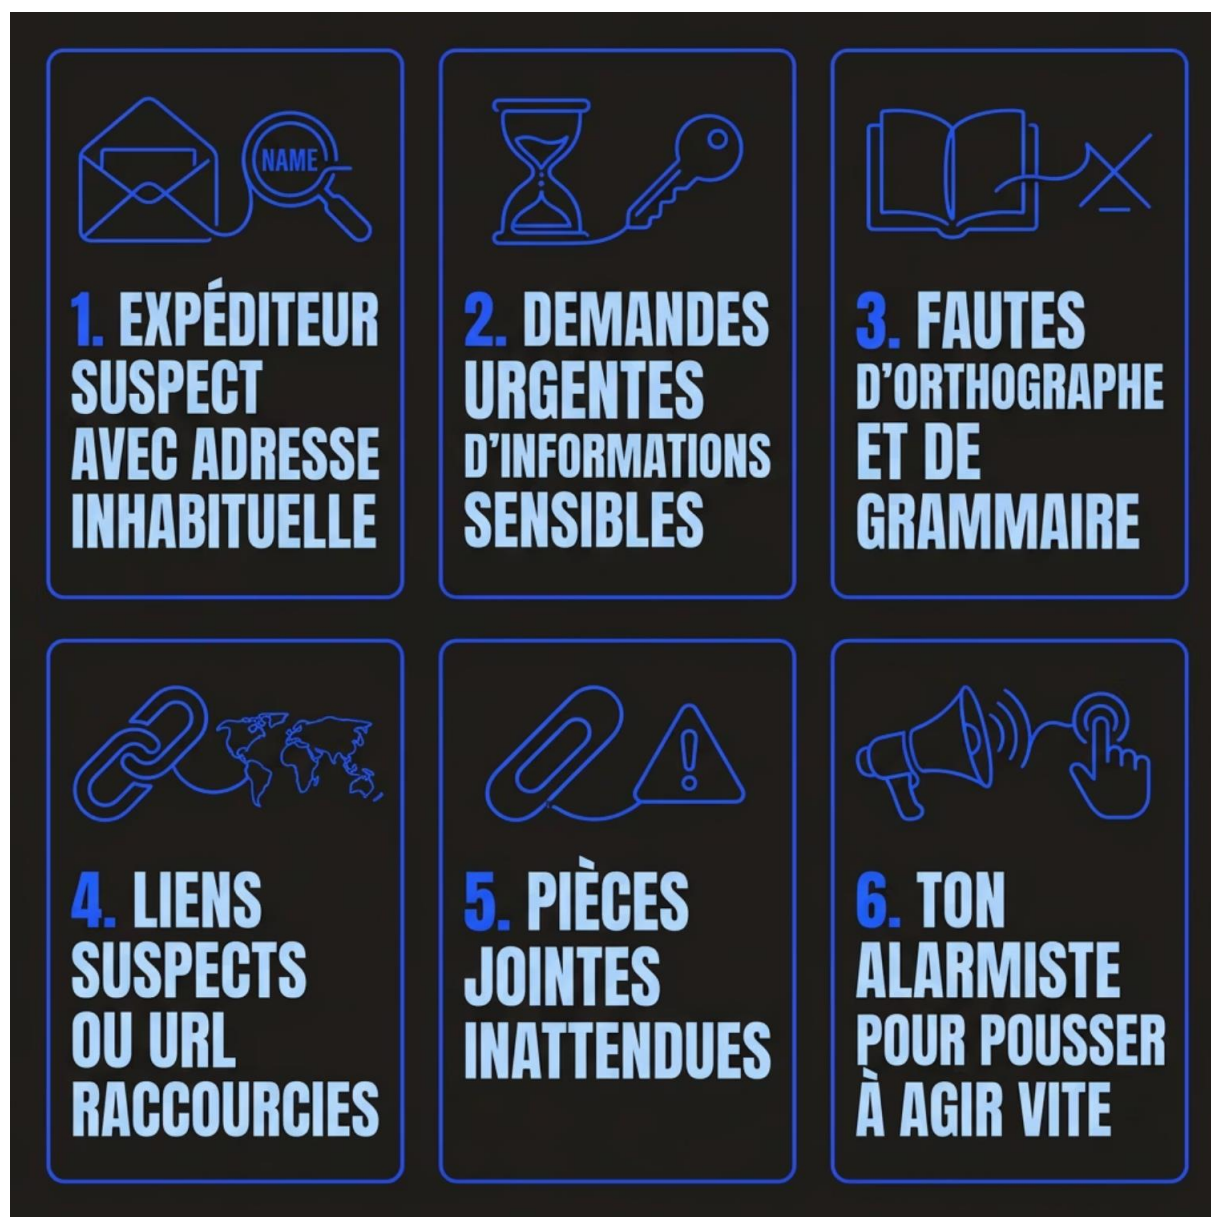 NAME
1. EXPÉDITEUR
SUSPECT
AVEC ADRESSE
INHABITUELLE
2. DEMANDES
URGENTES
D’INFORMATIONS
SENSIBLES
3. FAUTES
D’ORTHOGRAPHE
ET DE
GRAMMAIRE
4. LIENS
SUSPECTS
OU URL
RACCOURCIES
5. PIÈCES
JOINTES
INATTENDUES
6. TON
ALARMISTE
POUR POUSSER
À AGIR VITE